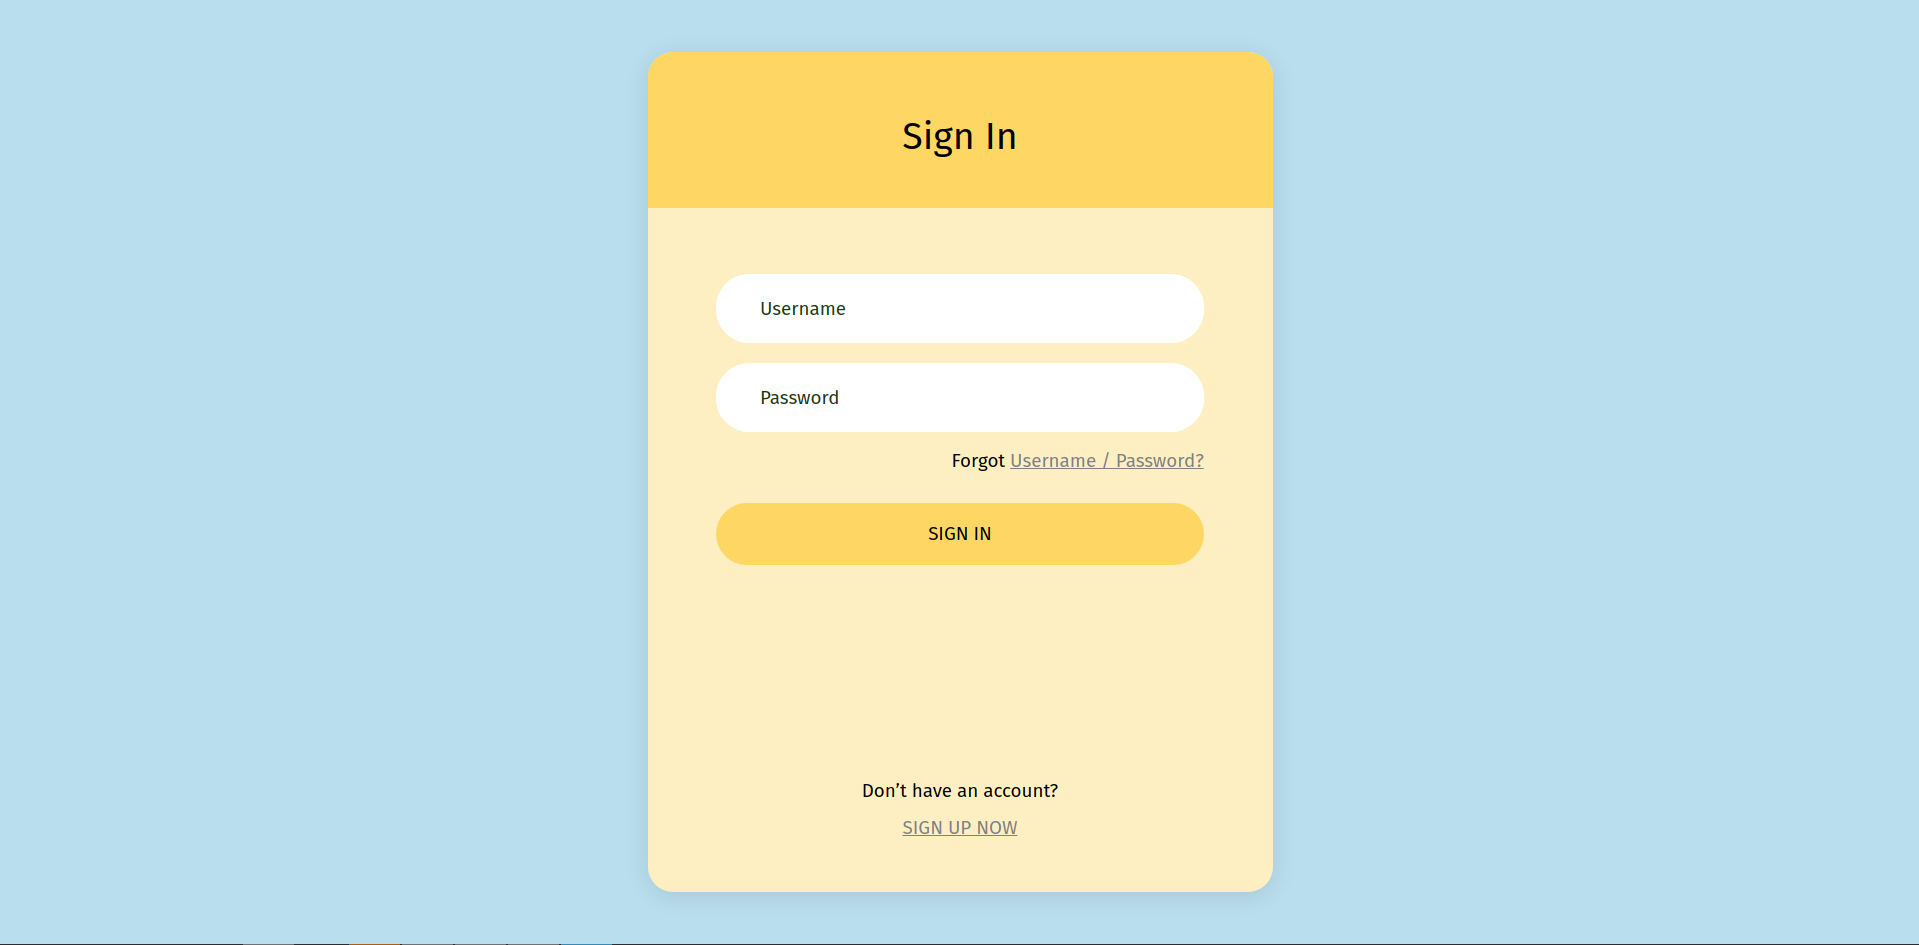 Sign In
Username
Password
Forgot Username / Password?
SIGN IN
Don’t have an account?
SIGN UP NOW